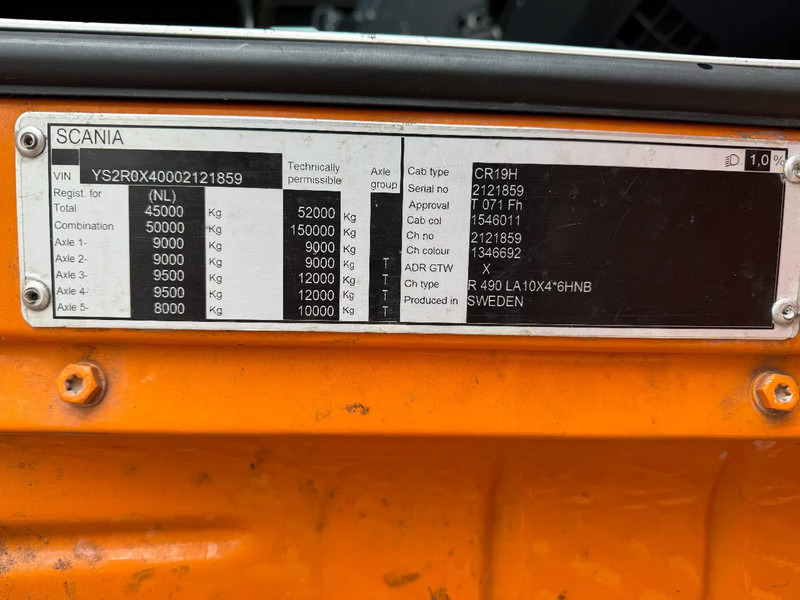 SCANIA
VIN YS2R0X40002121859 Technically permissible Axle group
Regist. for (NL)
Total 45000 Kg 52000 Kg
Combination 50000 Kg 150000 Kg
Axle 1- 9000 Kg 9000 Kg
Axle 2- 9000 Kg 9000 Kg T
Axle 3- 9500 Kg 12000 Kg T
Axle 4- 9500 Kg 12000 Kg T
Axle 5- 8000 Kg 10000 Kg T
1,0 %
Cab type CR19H
Serial no 2121859
Approval T 071 Fh
Cab col 1546011
Ch no 2121859
Ch colour 1346692
ADR GTW X
Ch type R 490 LA10X4*6HNB
Produced in SWEDEN